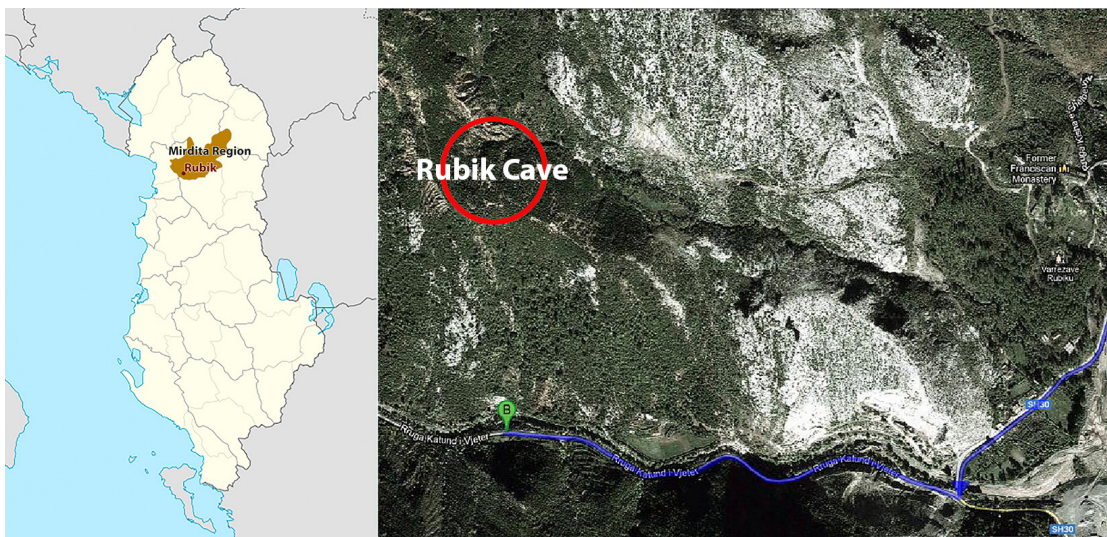 Mirdita Region
Rubik
Rubik Cave
Former
Franciscan
Monastery
Varrezave
Rubiku
B
Rruga Katund i Vjeter
Rruga Katund i Vjetet
Rruga Katund i Vjeter
SH30
SH30